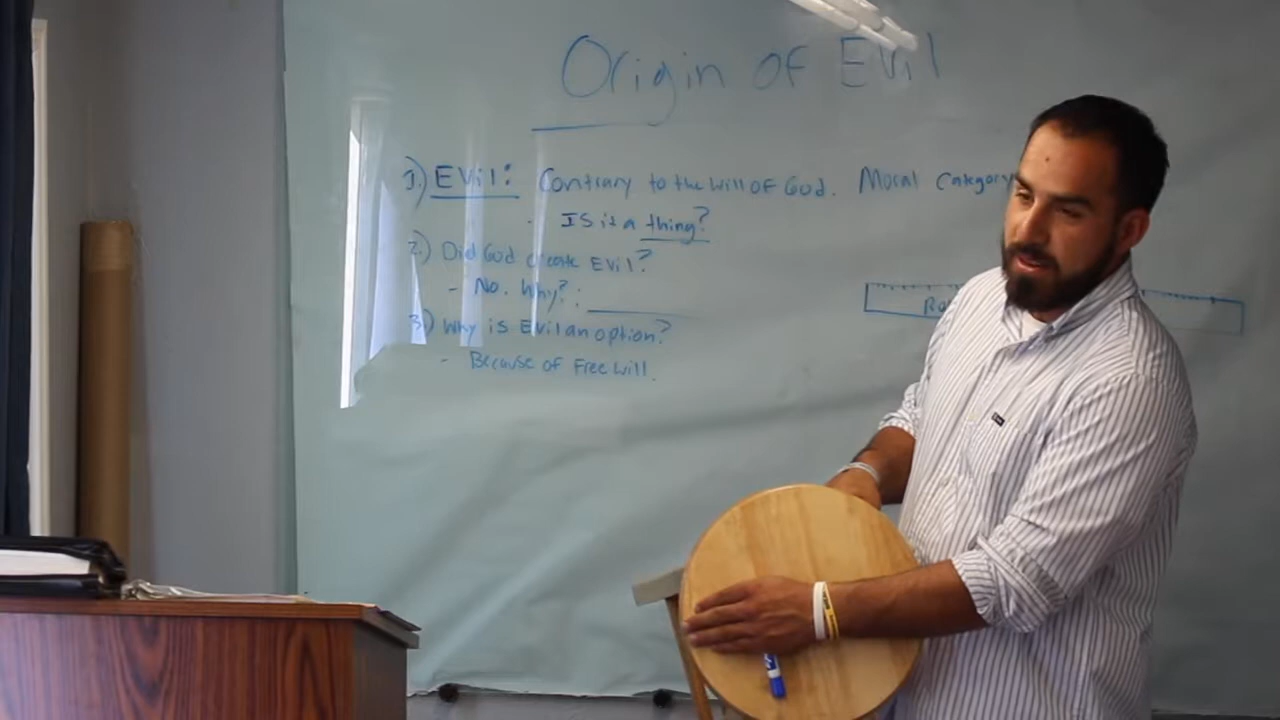 Origin of Evil
1.) Evil: Contrary to the will of God. Moral Category
- Is it a thing?
2.) Did God create Evil?
- No. Why?:
3.) Why is Evil an option?
- Because of Free Will.